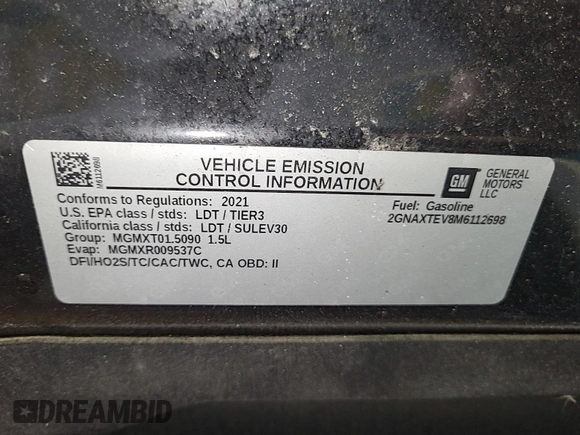 M6112698
VEHICLE EMISSION
CONTROL INFORMATION
GM
GENERAL
MOTORS
LLC
Conforms to Regulations: 2021
U.S. EPA class / stds: LDT / TIER3
California class / stds: LDT / SULEV30
Group: MGMXT01.5090 1.5L
Evap: MGMXR009537C
DFI/HO2S/TC/CAC/TWC, CA OBD: II
Fuel: Gasoline
2GNAXTEV8M6112698
DREAMBID